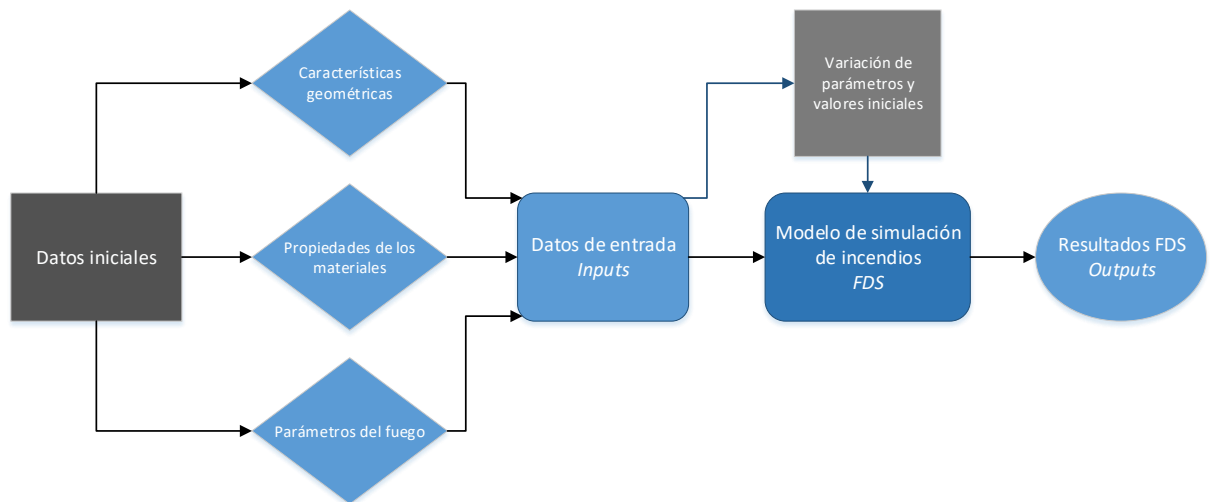 Características
geométricas
Variación de
parámetros y
valores iniciales
Datos iniciales
Propiedades de los
materiales
Datos de entrada
Inputs
Modelo de simulación
de incendios
FDS
Resultados FDS
Outputs
Parámetros del fuego